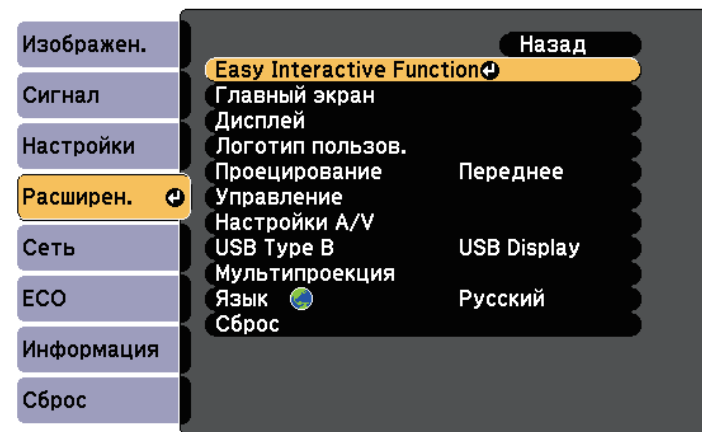 Изображен.
Сигнал
Настройки
Расширен.
Сеть
ECO
Информация
Сброс
Назад
Easy Interactive Function
Главный экран
Дисплей
Логотип пользов.
Проецирование Переднее
Управление
Настройки A/V
USB Type B USB Display
Мультипроекция
Язык Русский
Сброс